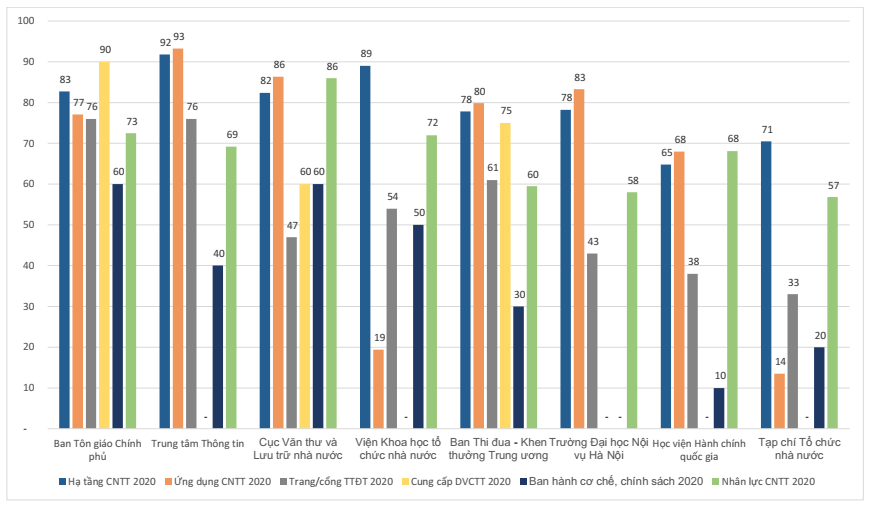 100
90
80
70
60
50
40
30
20
10
-
83 77 76 90 60 73
92 93 76 - 40 69
82 86 47 60 60 86
89 19 54 - 50 72
78 80 61 75 30 60
78 83 43 - - 58
65 68 38 - 10 68
71 14 33 - 20 57
Ban Tôn giáo Chính
phủ
Trung tâm Thông tin
Cục Văn thư và
Lưu trữ nhà nước
Viện Khoa học tổ
chức nhà nước
Ban Thi đua - Khen
thưởng Trung ương
Trường Đại học Nội
vụ Hà Nội
Học viện Hành chính
quốc gia
Tạp chí Tổ chức
nhà nước
Hạ tầng CNTT 2020
Ứng dụng CNTT 2020
Trang/cổng TTĐT 2020
Cung cấp DVCTT 2020
Ban hành cơ chế, chính sách 2020
Nhân lực CNTT 2020